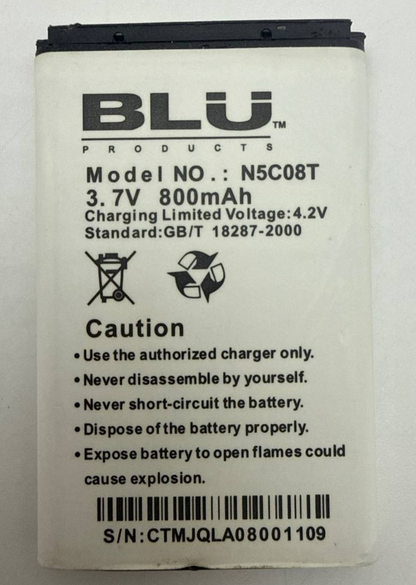 BLU™
PRODUCTS
Model NO.: N5C08T
3.7V 800mAh
Charging Limited Voltage:4.2V
Standard:GB/T 18287-2000
Caution
•Use the authorized charger only.
•Never disassemble by yourself.
•Never short-circuit the battery.
•Dispose of the battery properly.
•Expose battery to open flames could
cause explosion.
S/N:CTMJQLA08001109